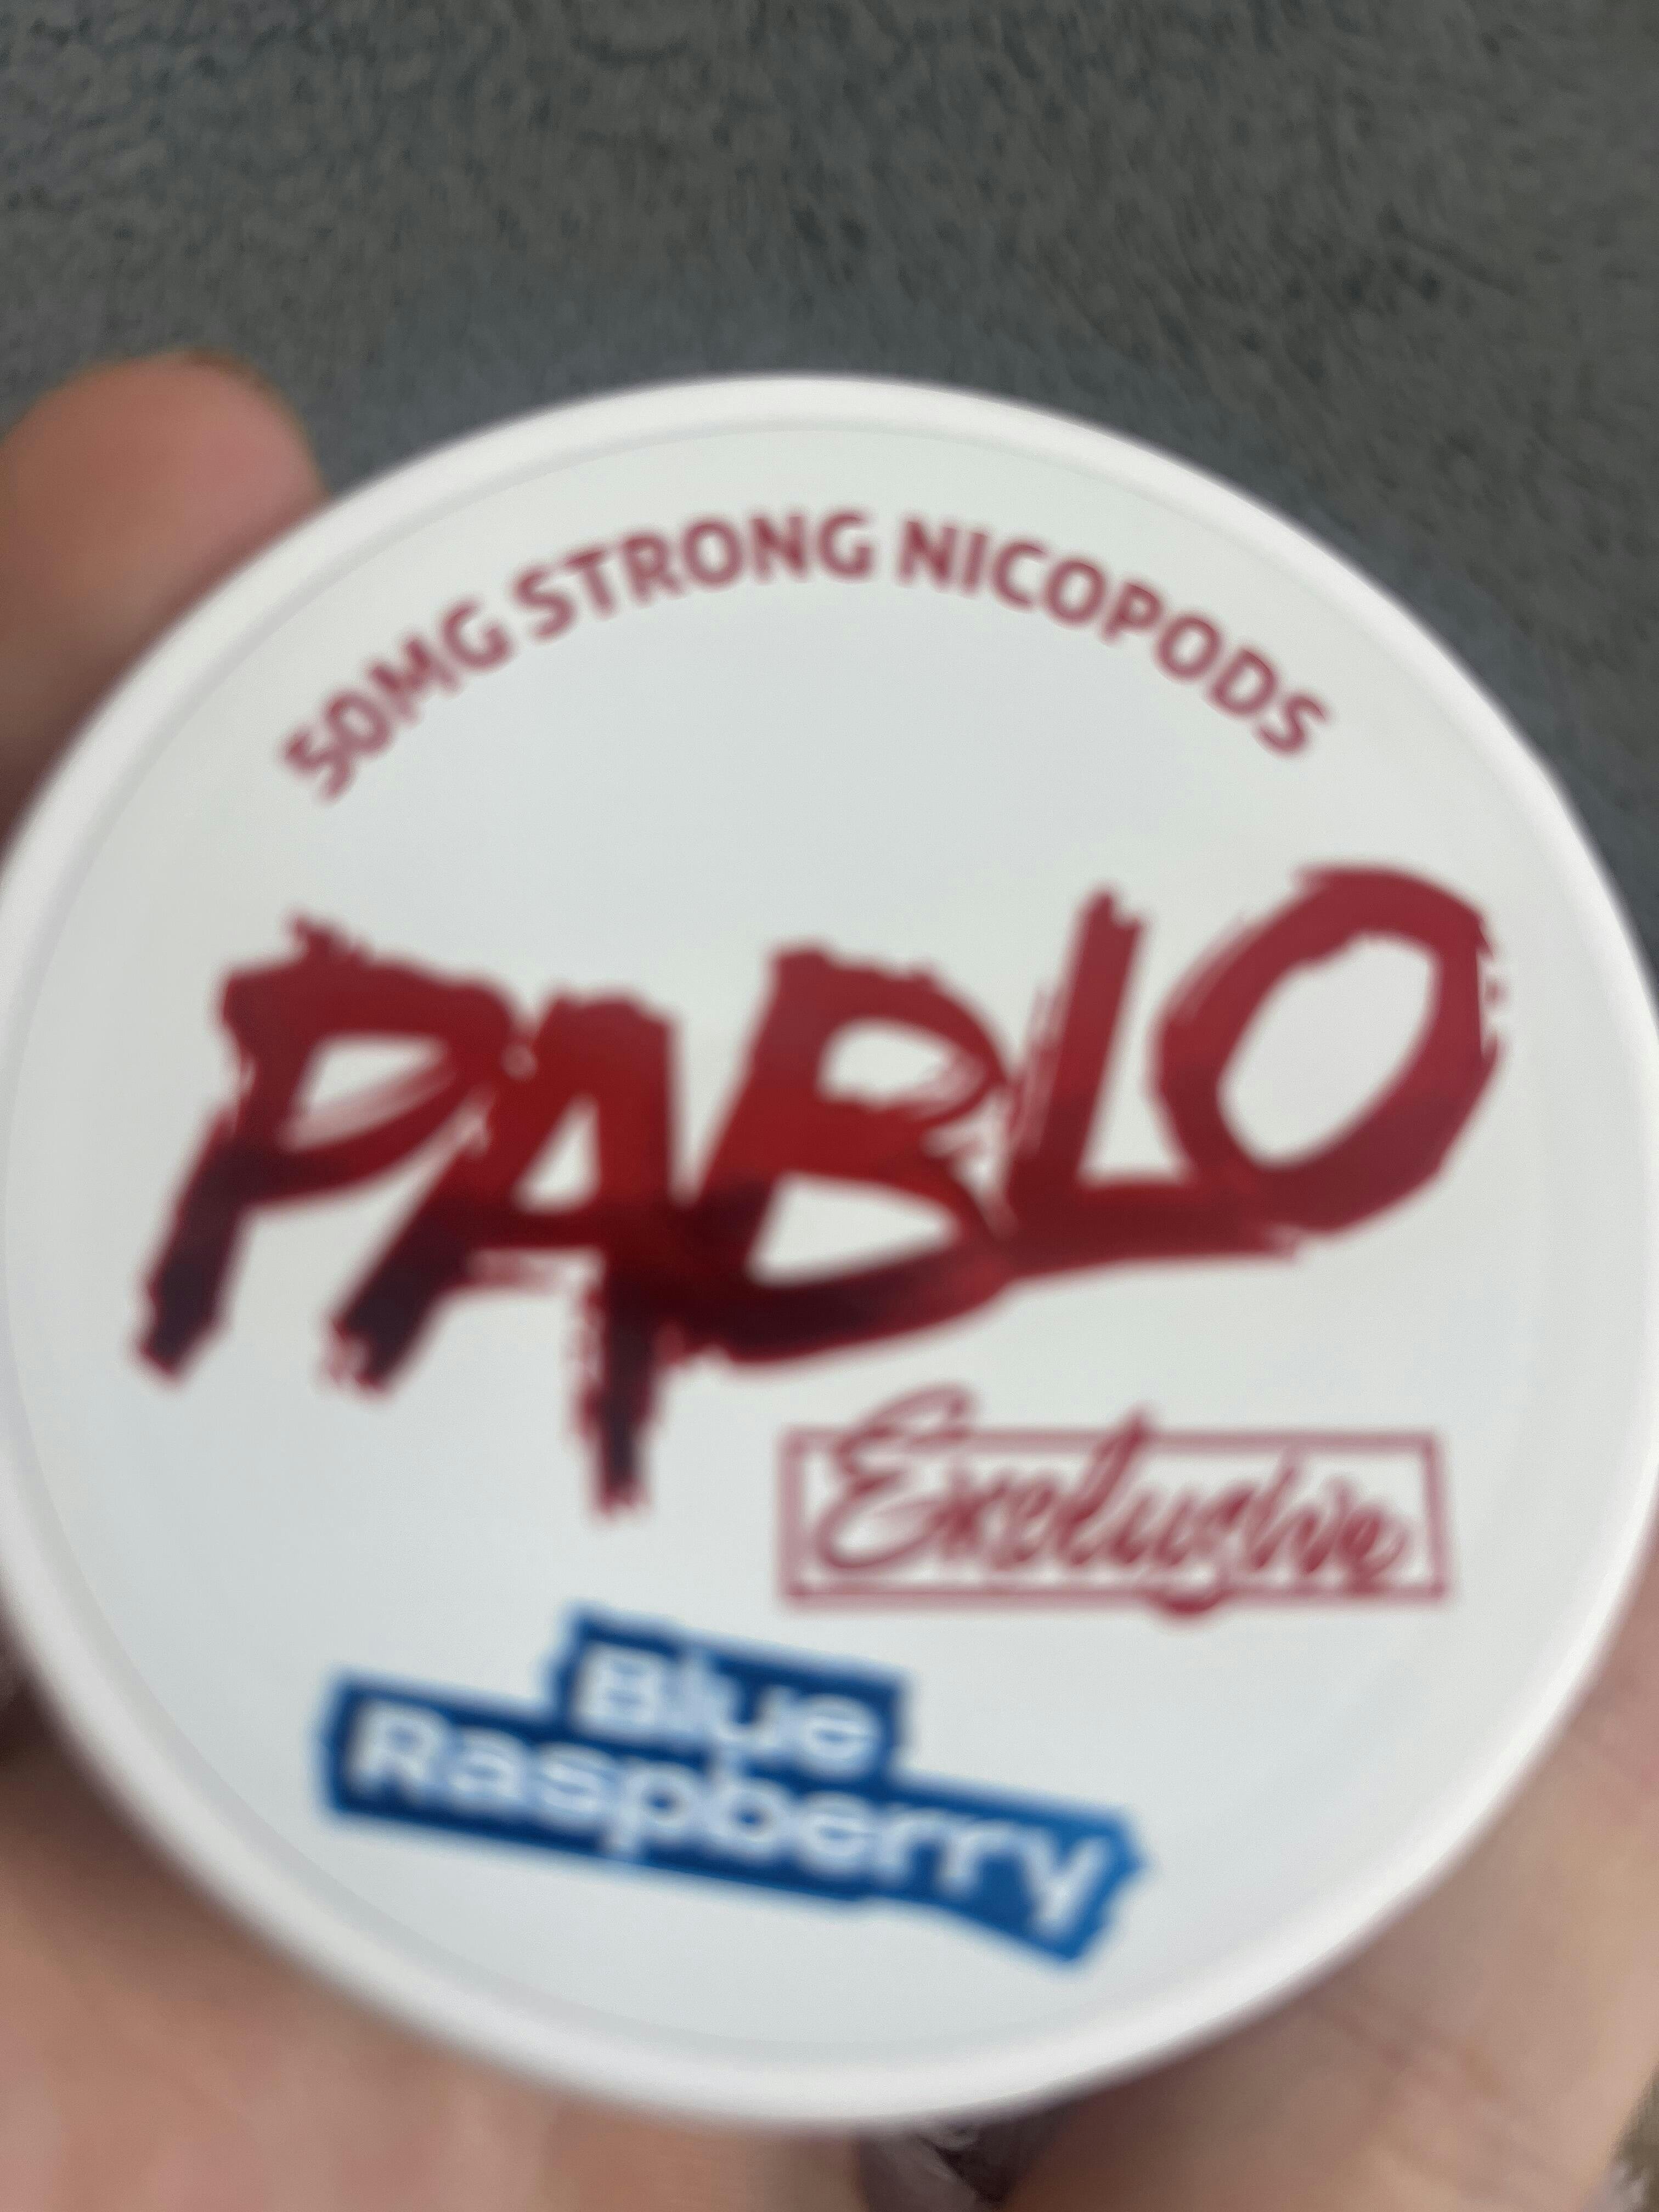 50MG STRONG NICOPODS
PABLO
Exclusive
Blue
Raspberry